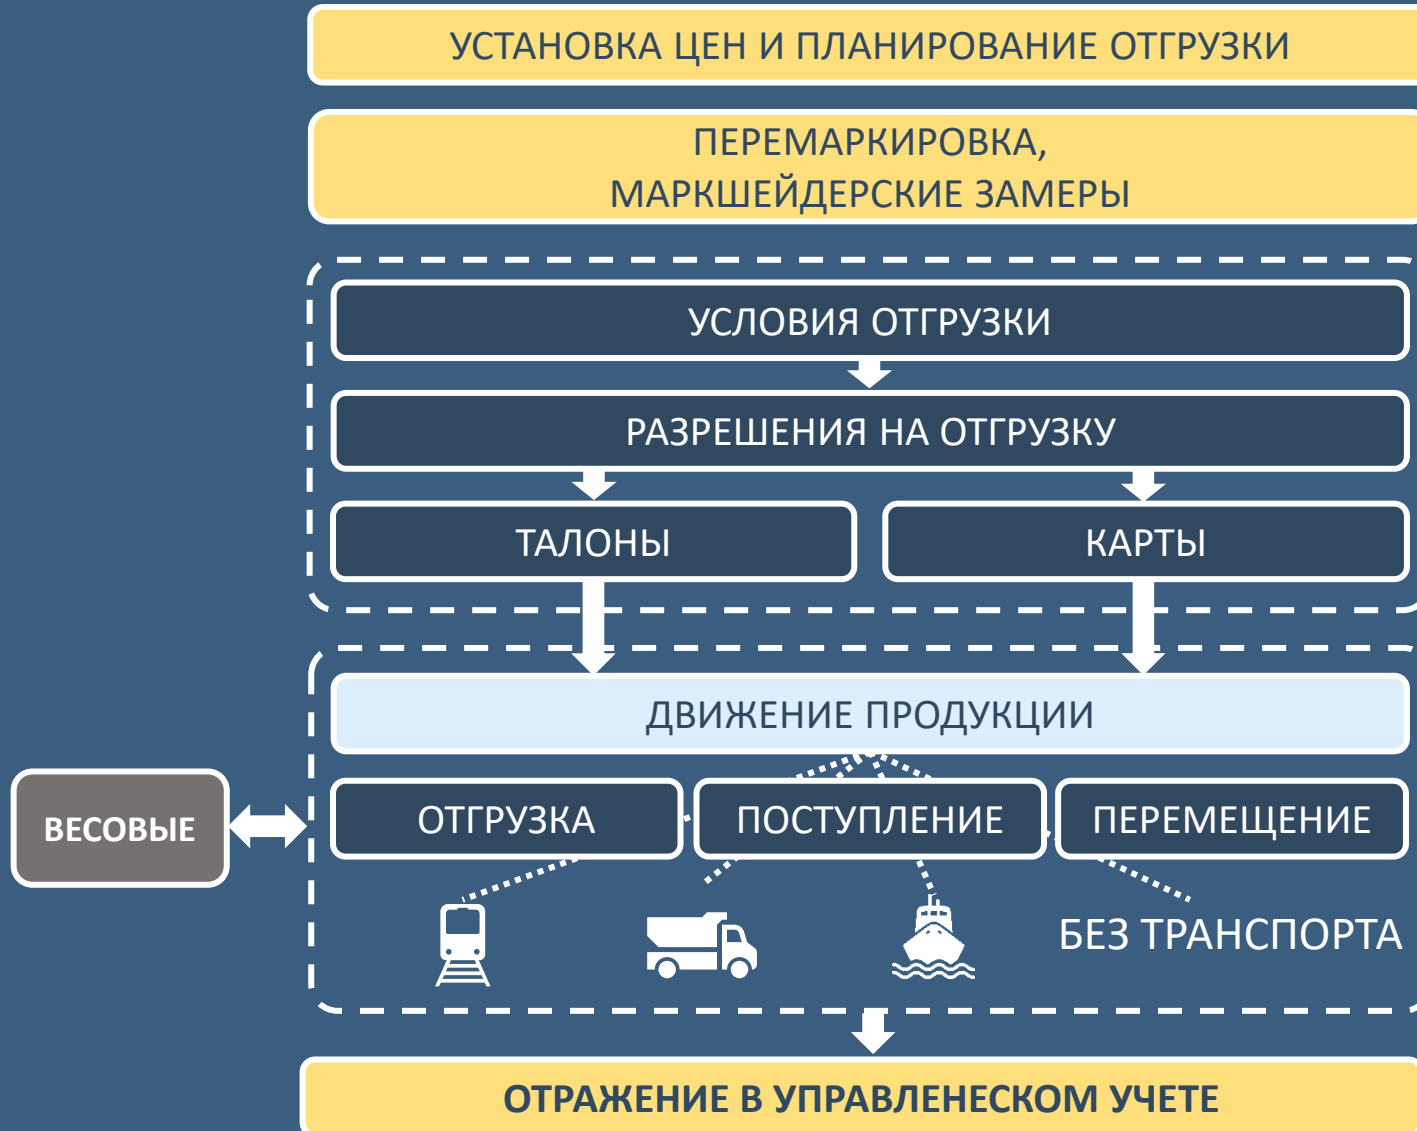 УСТАНОВКА ЦЕН И ПЛАНИРОВАНИЕ ОТГРУЗКИ
ПЕРЕМАРКИРОВКА,
МАРКШЕЙДЕРСКИЕ ЗАМЕРЫ
УСЛОВИЯ ОТГРУЗКИ
РАЗРЕШЕНИЯ НА ОТГРУЗКУ
ТАЛОНЫ
КАРТЫ
ДВИЖЕНИЕ ПРОДУКЦИИ
ВЕСОВЫЕ
ОТГРУЗКА
ПОСТУПЛЕНИЕ
ПЕРЕМЕЩЕНИЕ
БЕЗ ТРАНСПОРТА
ОТРАЖЕНИЕ В УПРАВЛЕНЕСКОМ УЧЕТЕ